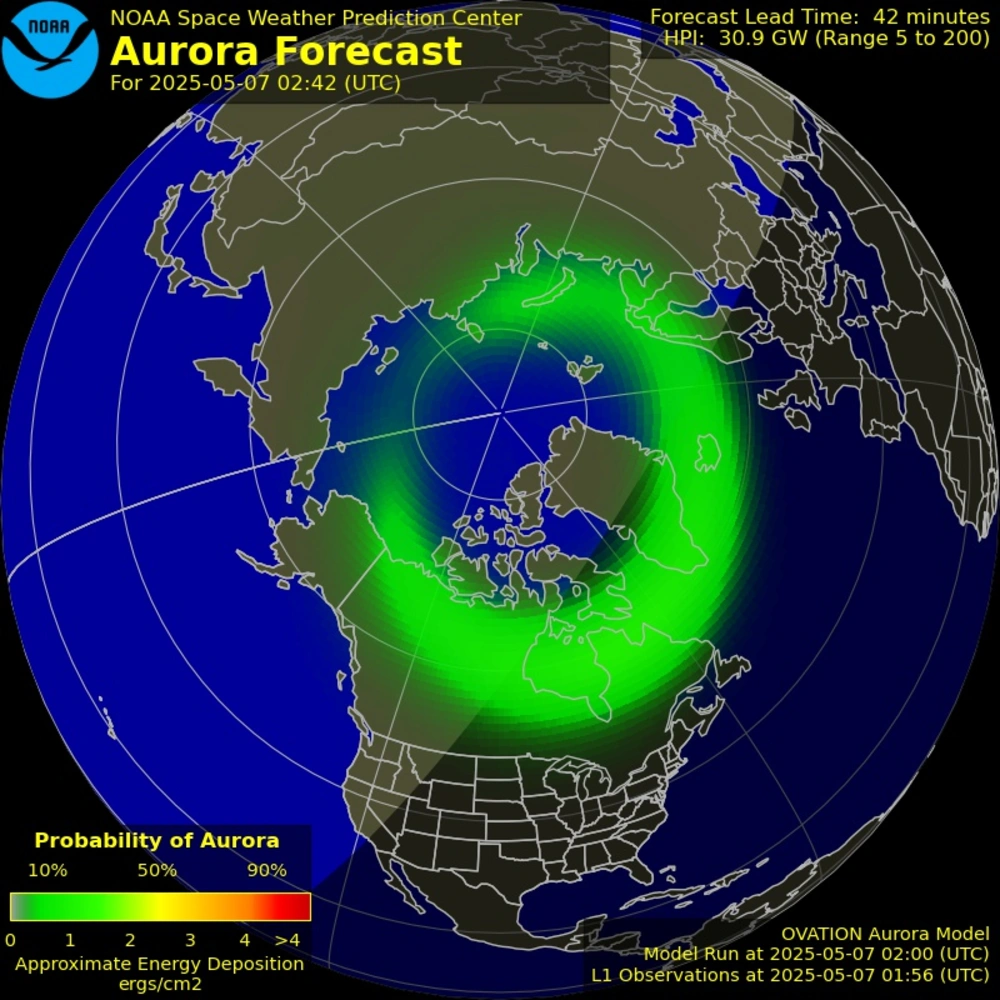 NOAA
NOAA Space Weather Prediction Center
Aurora Forecast
For 2025-05-07 02:42 (UTC)
Forecast Lead Time: 42 minutes
HPI: 30.9 GW (Range 5 to 200)
Probability of Aurora
10% 50% 90%
0 1 2 3 4 >4
Approximate Energy Deposition
ergs/cm2
OVATION Aurora Model
Model Run at 2025-05-07 02:00 (UTC)
L1 Observations at 2025-05-07 01:56 (UTC)